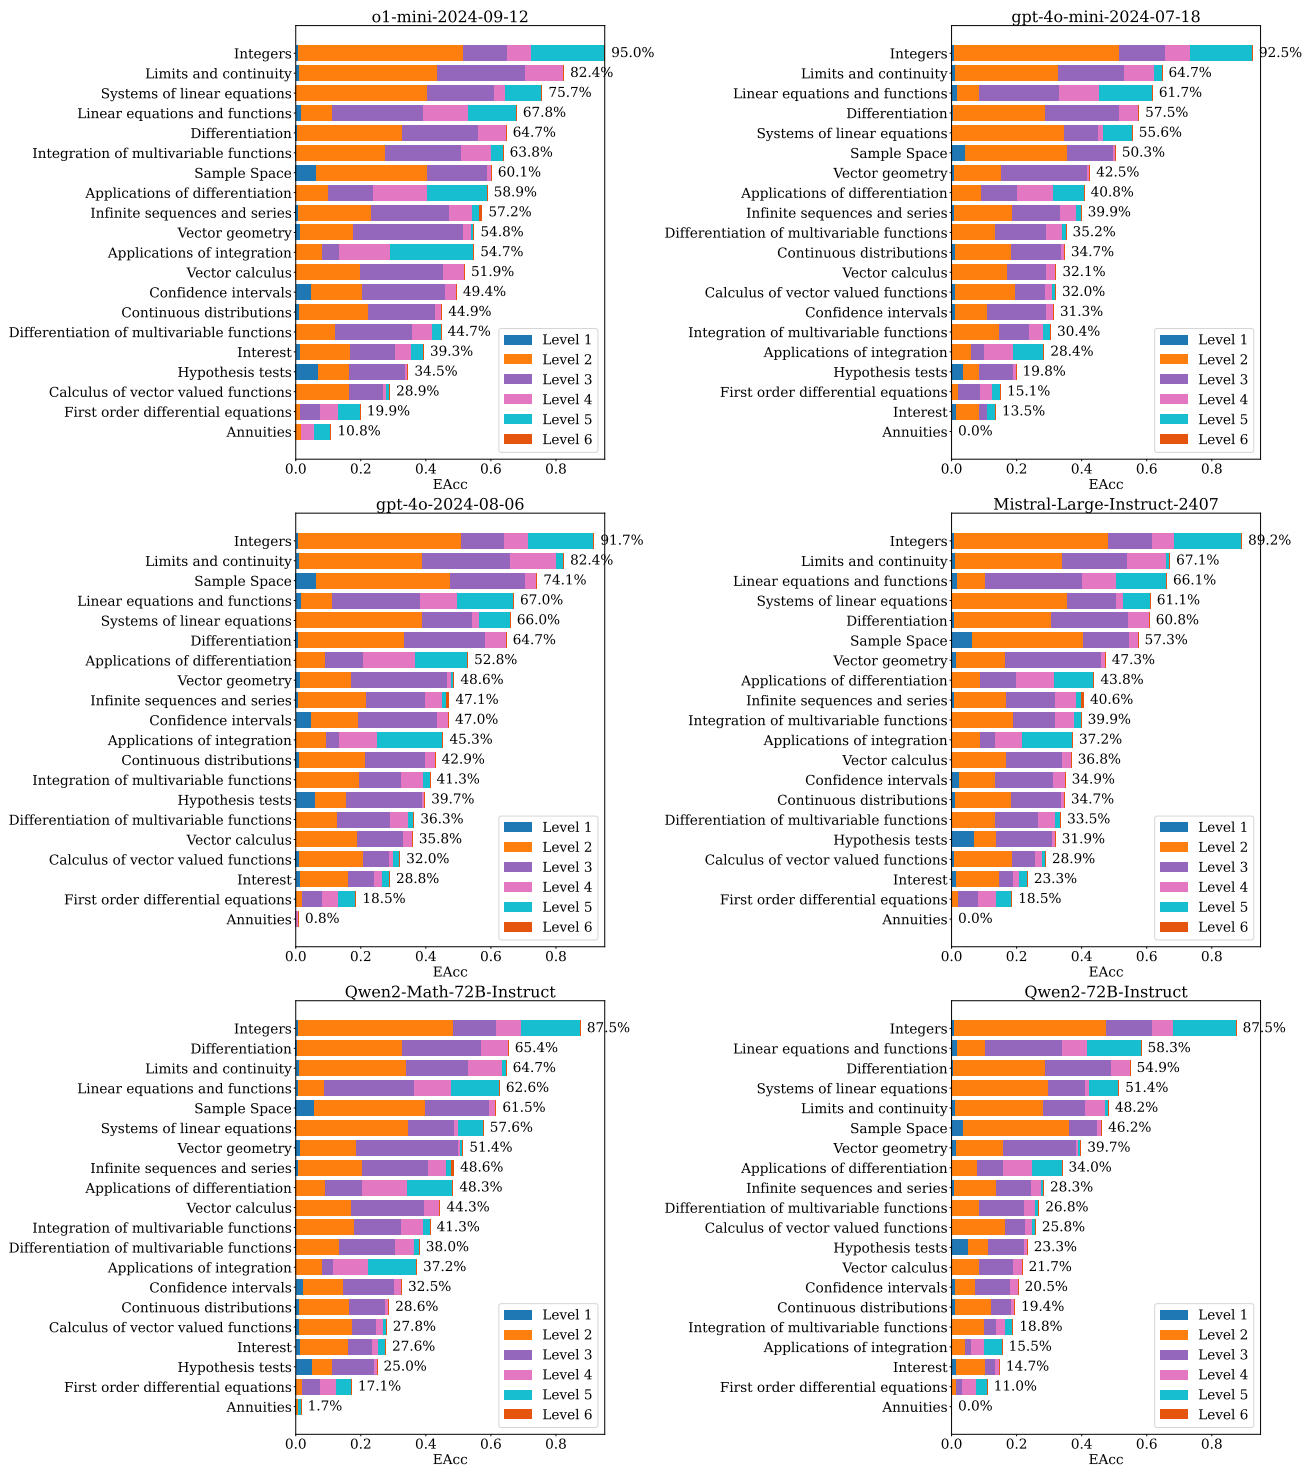 o1-mini-2024-09-12
Integers 95.0%
Limits and continuity 82.4%
Systems of linear equations 75.7%
Linear equations and functions 67.8%
Differentiation 64.7%
Integration of multivariable functions 63.8%
Sample Space 60.1%
Applications of differentiation 58.9%
Infinite sequences and series 57.2%
Vector geometry 54.8%
Applications of integration 54.7%
Vector calculus 51.9%
Confidence intervals 49.4%
Continuous distributions 44.9%
Differentiation of multivariable functions 44.7%
Interest 39.3%
Hypothesis tests 34.5%
Calculus of vector valued functions 28.9%
First order differential equations 19.9%
Annuities 10.8%
Level 1
Level 2
Level 3
Level 4
Level 5
Level 6
0.0 0.2 0.4 0.6 0.8
EAcc
gpt-4o-mini-2024-07-18
Integers 92.5%
Limits and continuity 64.7%
Linear equations and functions 61.7%
Differentiation 57.5%
Systems of linear equations 55.6%
Sample Space 50.3%
Vector geometry 42.5%
Applications of differentiation 40.8%
Infinite sequences and series 39.9%
Differentiation of multivariable functions 35.2%
Continuous distributions 34.7%
Vector calculus 32.1%
Calculus of vector valued functions 32.0%
Confidence intervals 31.3%
Integration of multivariable functions 30.4%
Applications of integration 28.4%
Hypothesis tests 19.8%
First order differential equations 15.1%
Interest 13.5%
Annuities 0.0%
Level 1
Level 2
Level 3
Level 4
Level 5
Level 6
0.0 0.2 0.4 0.6 0.8
EAcc
gpt-4o-2024-08-06
Integers 91.7%
Limits and continuity 82.4%
Sample Space 74.1%
Linear equations and functions 67.0%
Systems of linear equations 66.0%
Differentiation 64.7%
Applications of differentiation 52.8%
Vector geometry 48.6%
Infinite sequences and series 47.1%
Confidence intervals 47.0%
Applications of integration 45.3%
Continuous distributions 42.9%
Integration of multivariable functions 41.3%
Hypothesis tests 39.7%
Differentiation of multivariable functions 36.3%
Vector calculus 35.8%
Calculus of vector valued functions 32.0%
Interest 28.8%
First order differential equations 18.5%
Annuities 0.8%
Level 1
Level 2
Level 3
Level 4
Level 5
Level 6
0.0 0.2 0.4 0.6 0.8
EAcc
Mistral-Large-Instruct-2407
Integers 89.2%
Limits and continuity 67.1%
Linear equations and functions 66.1%
Systems of linear equations 61.1%
Differentiation 60.8%
Sample Space 57.3%
Vector geometry 47.3%
Applications of differentiation 43.8%
Infinite sequences and series 40.6%
Integration of multivariable functions 39.9%
Applications of integration 37.2%
Vector calculus 36.8%
Confidence intervals 34.9%
Continuous distributions 34.7%
Differentiation of multivariable functions 33.5%
Hypothesis tests 31.9%
Calculus of vector valued functions 28.9%
Interest 23.3%
First order differential equations 18.5%
Annuities 0.0%
Level 1
Level 2
Level 3
Level 4
Level 5
Level 6
0.0 0.2 0.4 0.6 0.8
EAcc
Qwen2-Math-72B-Instruct
Integers 87.5%
Differentiation 65.4%
Limits and continuity 64.7%
Linear equations and functions 62.6%
Sample Space 61.5%
Systems of linear equations 57.6%
Vector geometry 51.4%
Infinite sequences and series 48.6%
Applications of differentiation 48.3%
Vector calculus 44.3%
Integration of multivariable functions 41.3%
Differentiation of multivariable functions 38.0%
Applications of integration 37.2%
Confidence intervals 32.5%
Continuous distributions 28.6%
Calculus of vector valued functions 27.8%
Interest 27.6%
Hypothesis tests 25.0%
First order differential equations 17.1%
Annuities 1.7%
Level 1
Level 2
Level 3
Level 4
Level 5
Level 6
0.0 0.2 0.4 0.6 0.8
EAcc
Qwen2-72B-Instruct
Integers 87.5%
Linear equations and functions 58.3%
Differentiation 54.9%
Systems of linear equations 51.4%
Limits and continuity 48.2%
Sample Space 46.2%
Vector geometry 39.7%
Applications of differentiation 34.0%
Infinite sequences and series 28.3%
Differentiation of multivariable functions 26.8%
Calculus of vector valued functions 25.8%
Hypothesis tests 23.3%
Vector calculus 21.7%
Confidence intervals 20.5%
Continuous distributions 19.4%
Integration of multivariable functions 18.8%
Applications of integration 15.5%
Interest 14.7%
First order differential equations 11.0%
Annuities 0.0%
Level 1
Level 2
Level 3
Level 4
Level 5
Level 6
0.0 0.2 0.4 0.6 0.8
EAcc